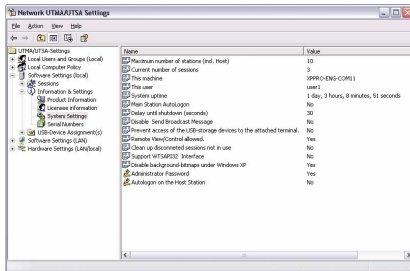 Network UTMA/UTSA Settings
File Action View Help
UTMA/UTSA-Settings
Local Users and Groups (Local)
Local Computer Policy
Software Settings (local)
Sessions
Information & Settings
Product Information
Licensee Information
System Settings
Serial Numbers
USB-Device Assignment(s)
Software Settings (LAN)
Hardware Settings (LAN/local)
Name Value
Maximum number of stations (incl. Host) 10
Current number of sessions 3
This machine XPPRO-ENG-COM11
This user user1
System uptime 1 day, 3 hours, 8 minutes, 51 seconds
Main Station AutoLogon No
Delay until shutdown (seconds) 30
Disable Send Broadcast Message No
Prevent access of the USB-storage devices to the attached terminal. No
Remote View/Control allowed. Yes
Clean up disconneted sessions not in use No
Support WTSAPI32 Interface No
Disable background-bitmaps under Windows XP Yes
Administrator Password Yes
Autologon on the Host Station No